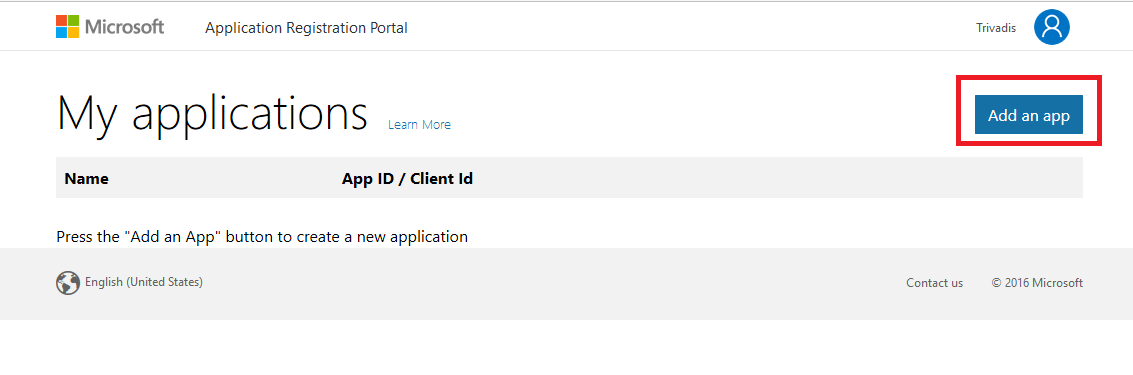 Microsoft Application Registration Portal Trivadis
My applications Learn More Add an app
Name App ID / Client Id
Press the "Add an App" button to create a new application
English (United States) Contact us © 2016 Microsoft